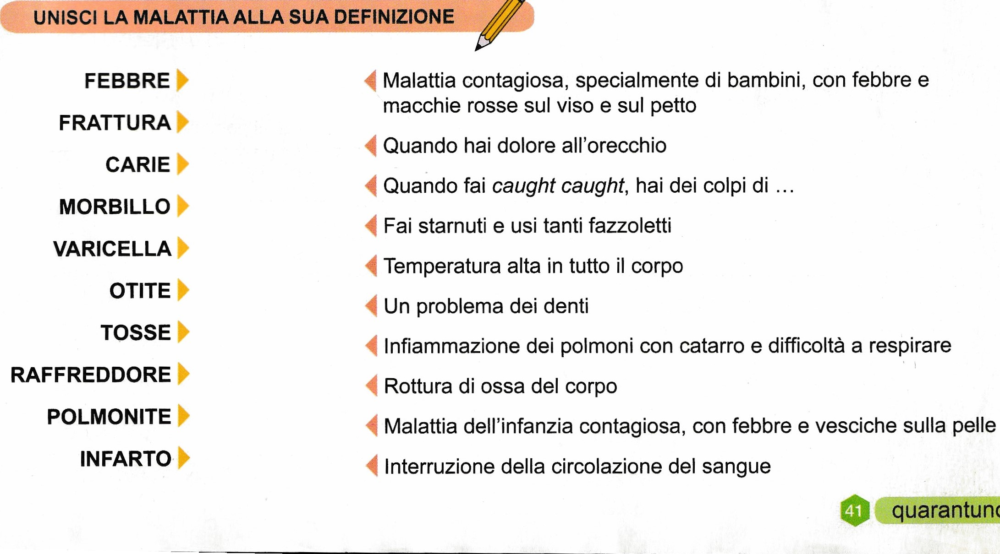 UNISCI LA MALATTIA ALLA SUA DEFINIZIONE
FEBBRE
FRATTURA
CARIE
MORBILLO
VARICELLA
OTITE
TOSSE
RAFFREDDORE
POLMONITE
INFARTO
Malattia contagiosa, specialmente di bambini, con febbre e
macchie rosse sul viso e sul petto
Quando hai dolore all'orecchio
Quando fai caught caught, hai dei colpi di ...
Fai starnuti e usi tanti fazzoletti
Temperatura alta in tutto il corpo
Un problema dei denti
Infiammazione dei polmoni con catarro e difficoltà a respirare
Rottura di ossa del corpo
Malattia dell'infanzia contagiosa, con febbre e vesciche sulla pelle
Interruzione della circolazione del sangue
41 quarantuno